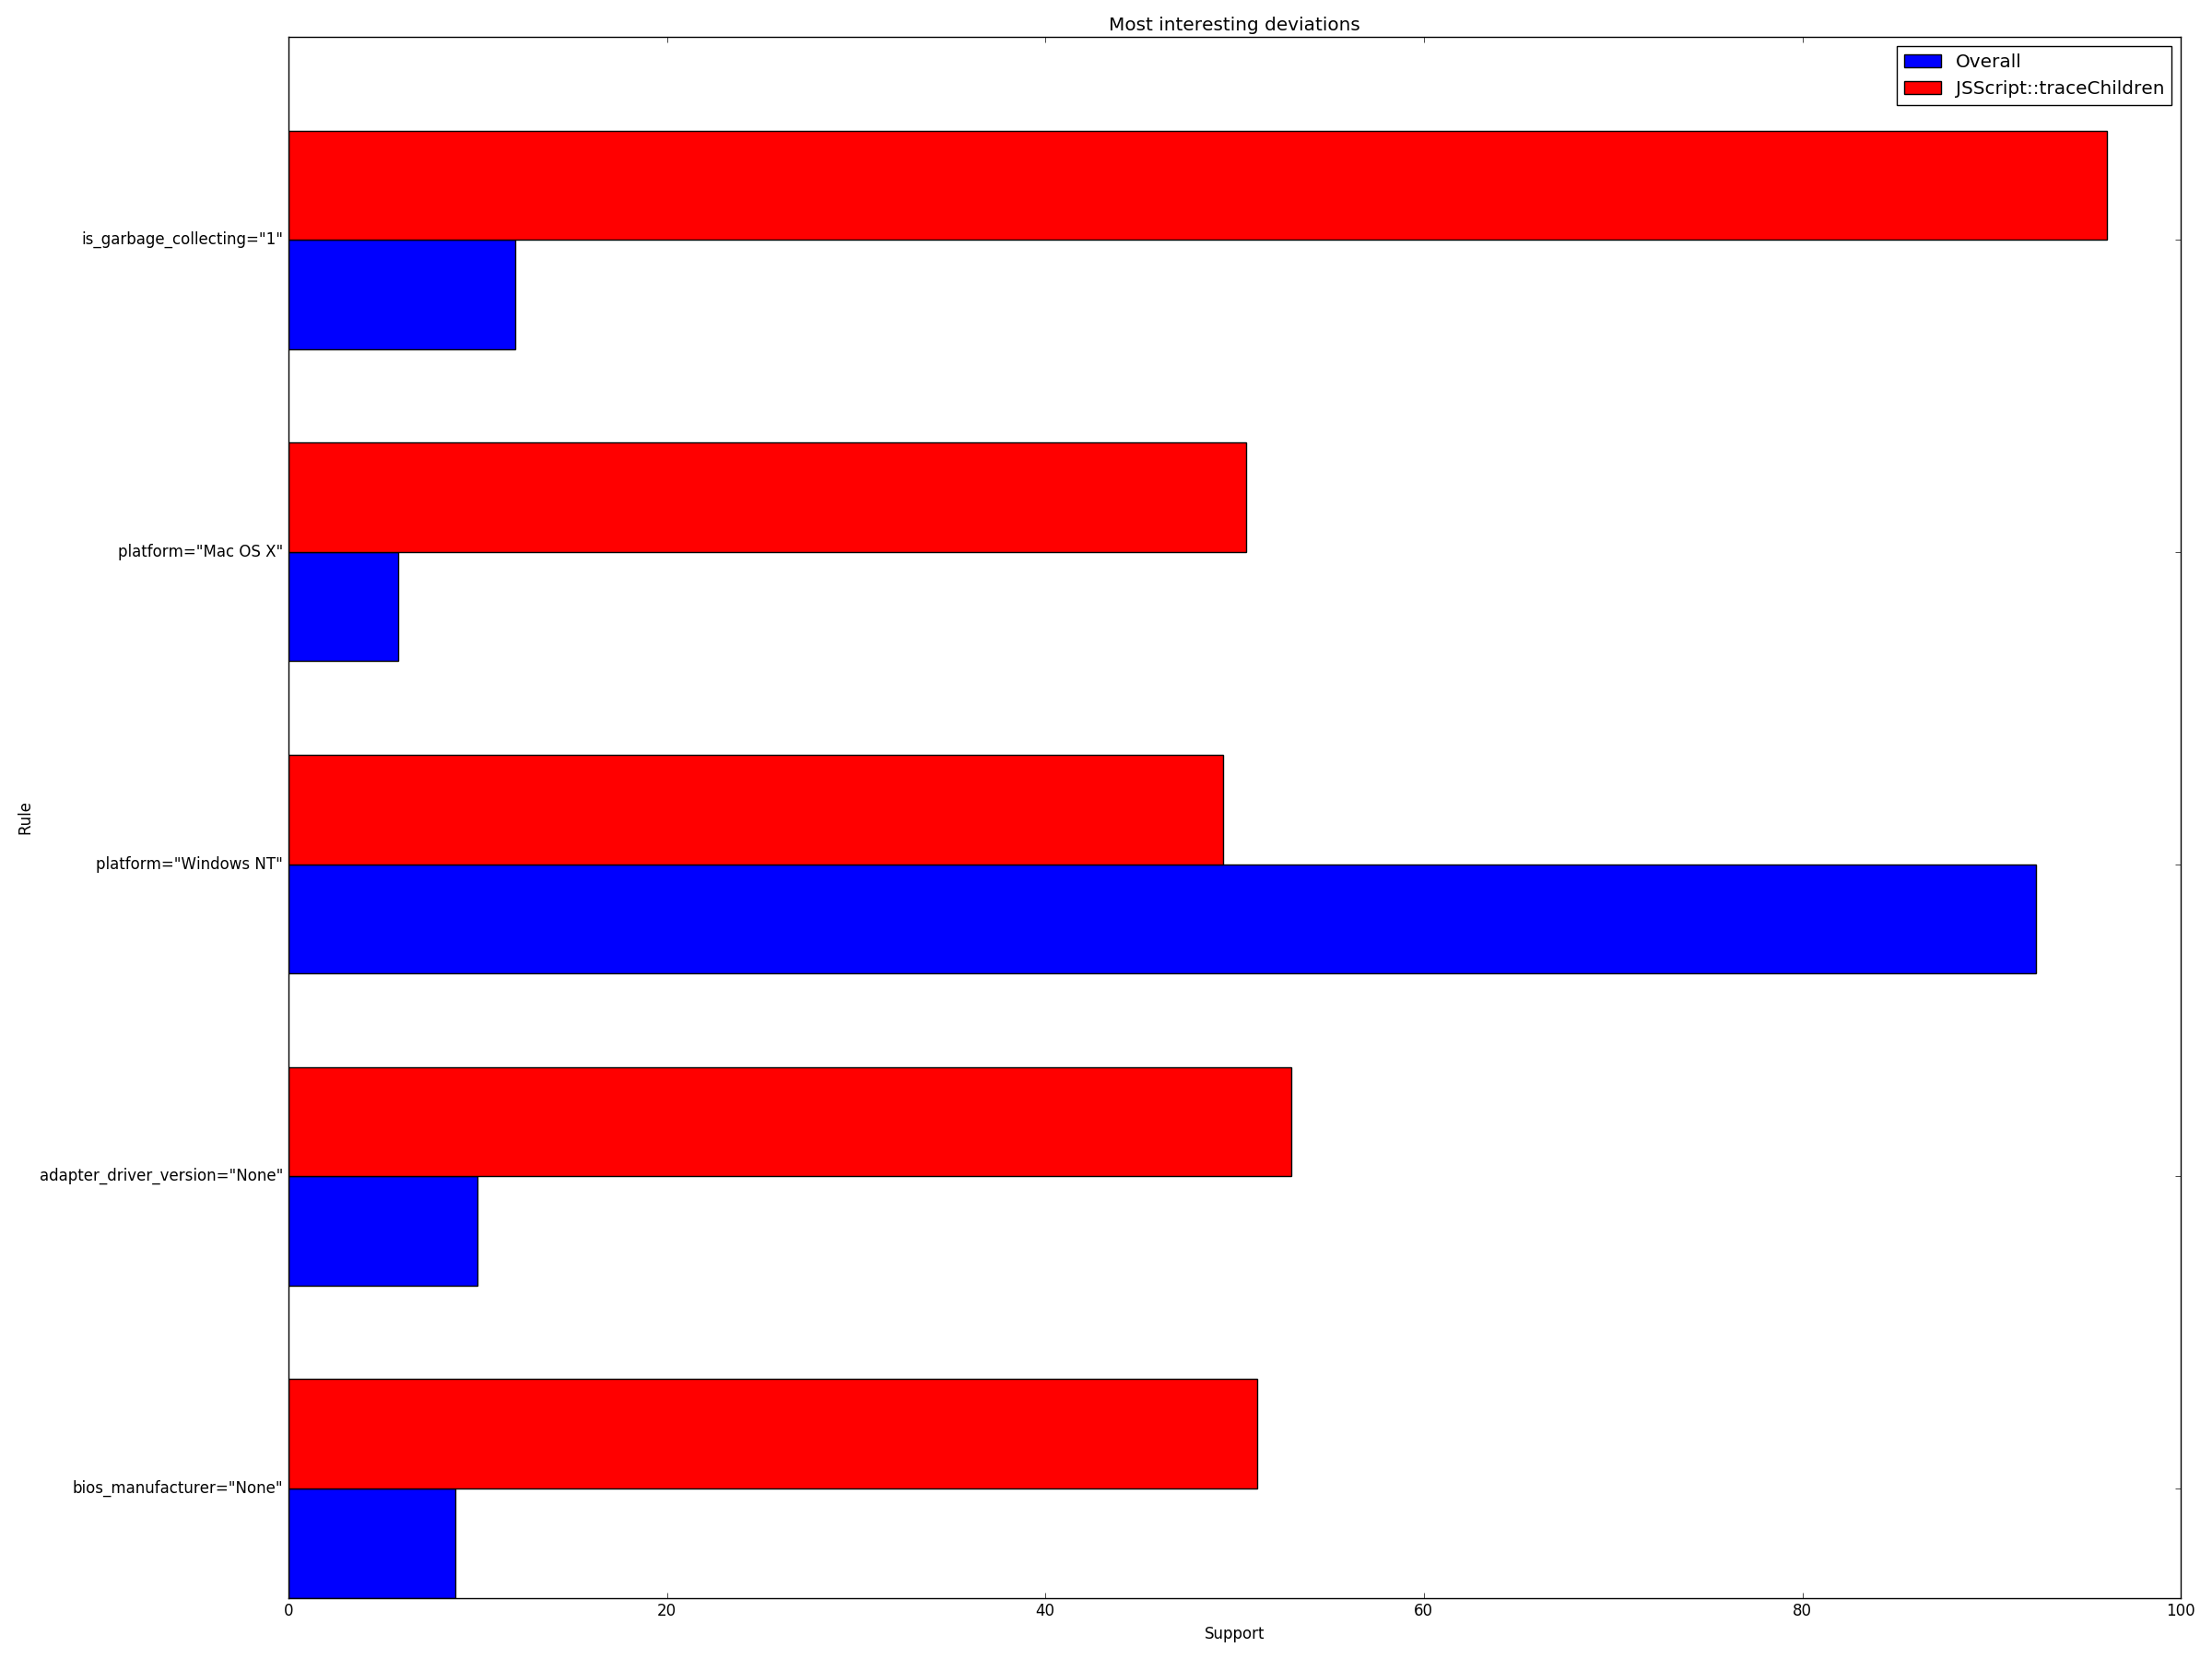 Most interesting deviations
Overall
JSScript::traceChildren
is_garbage_collecting="1"
platform="Mac OS X"
platform="Windows NT"
adapter_driver_version="None"
bios_manufacturer="None"
Rule
0 20 40 60 80 100
Support